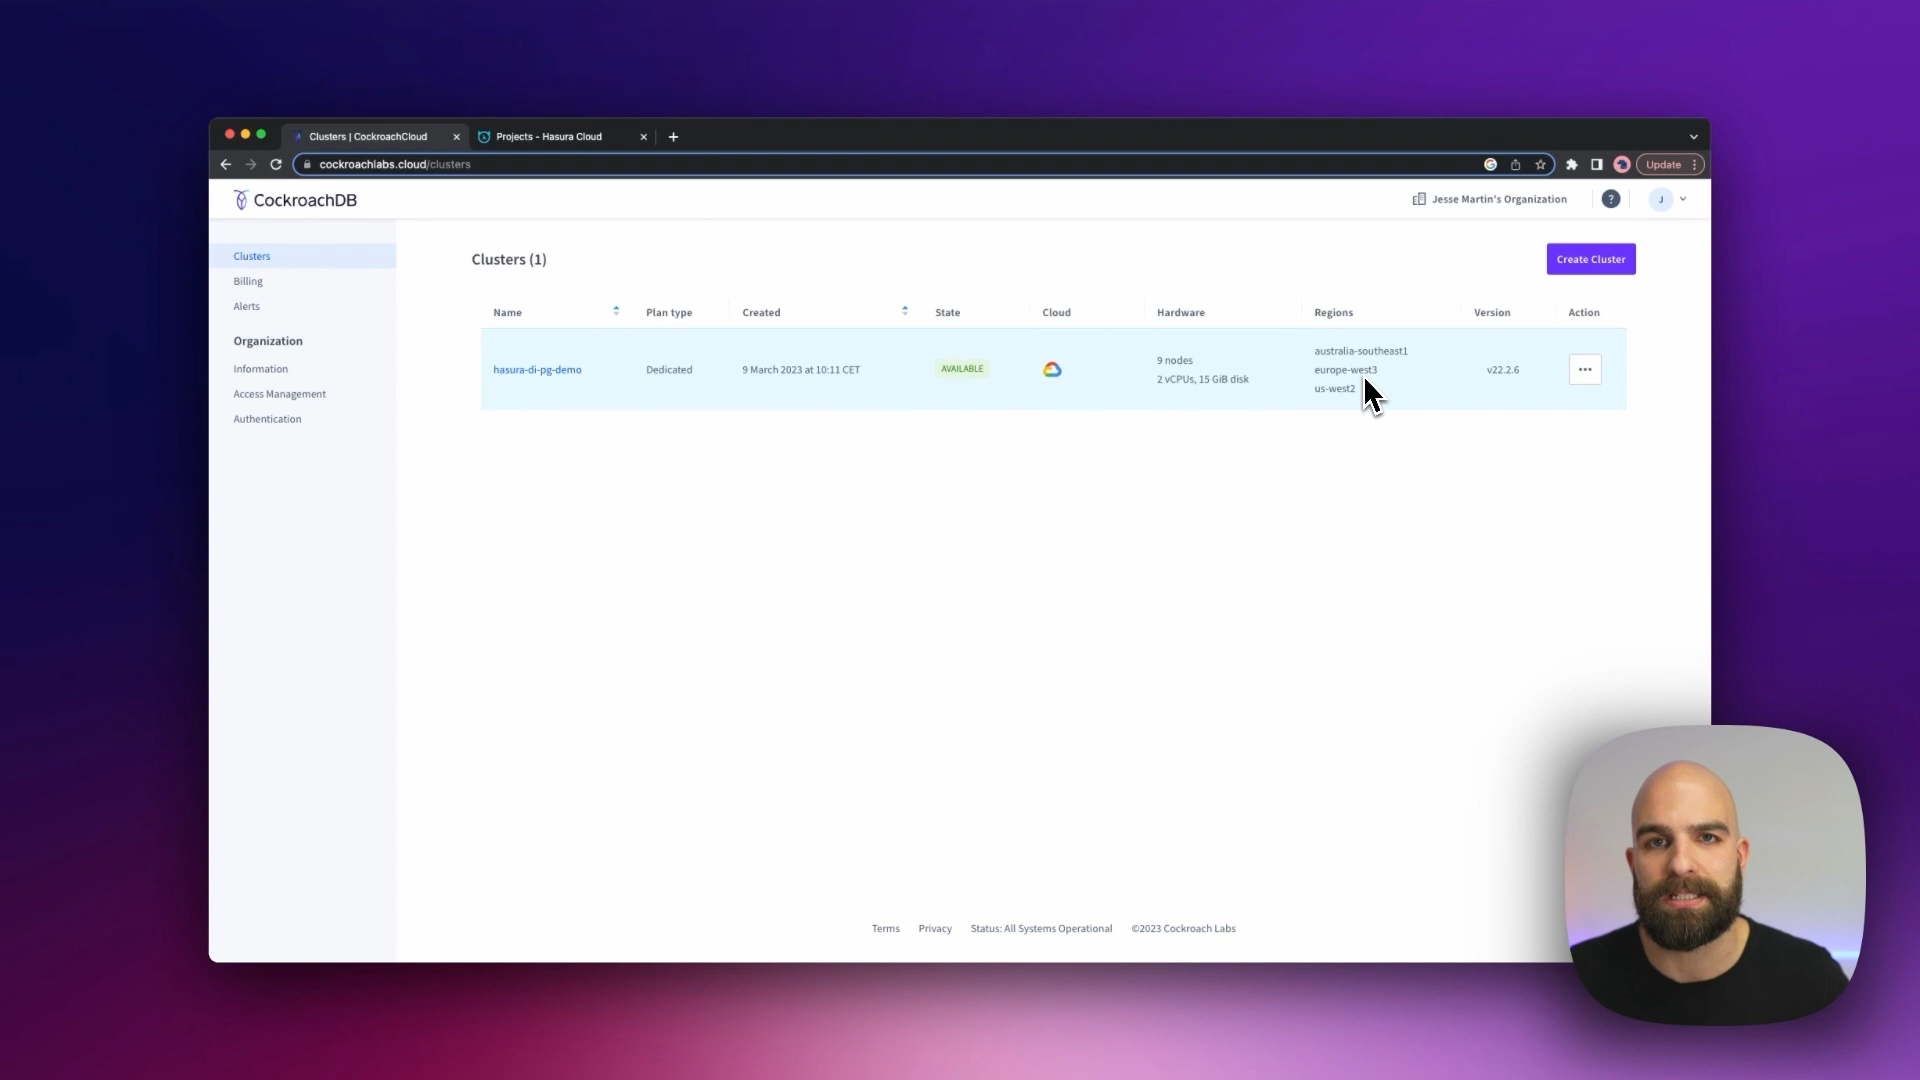 Clusters | CockroachCloud
Projects - Hasura Cloud
cockroachlabs.cloud/clusters
Update
CockroachDB
Jesse Martin's Organization
?
J
Clusters
Billing
Alerts
Organization
Information
Access Management
Authentication
Clusters (1)
Create Cluster
Name Plan type Created State Cloud Hardware Regions Version Action
hasura-di-pg-demo Dedicated 9 March 2023 at 10:11 CET AVAILABLE
9 nodes
2 vCPUs, 15 GiB disk
australia-southeast1
europe-west3
us-west2
v22.2.6
Terms Privacy Status: All Systems Operational ©2023 Cockroach Labs